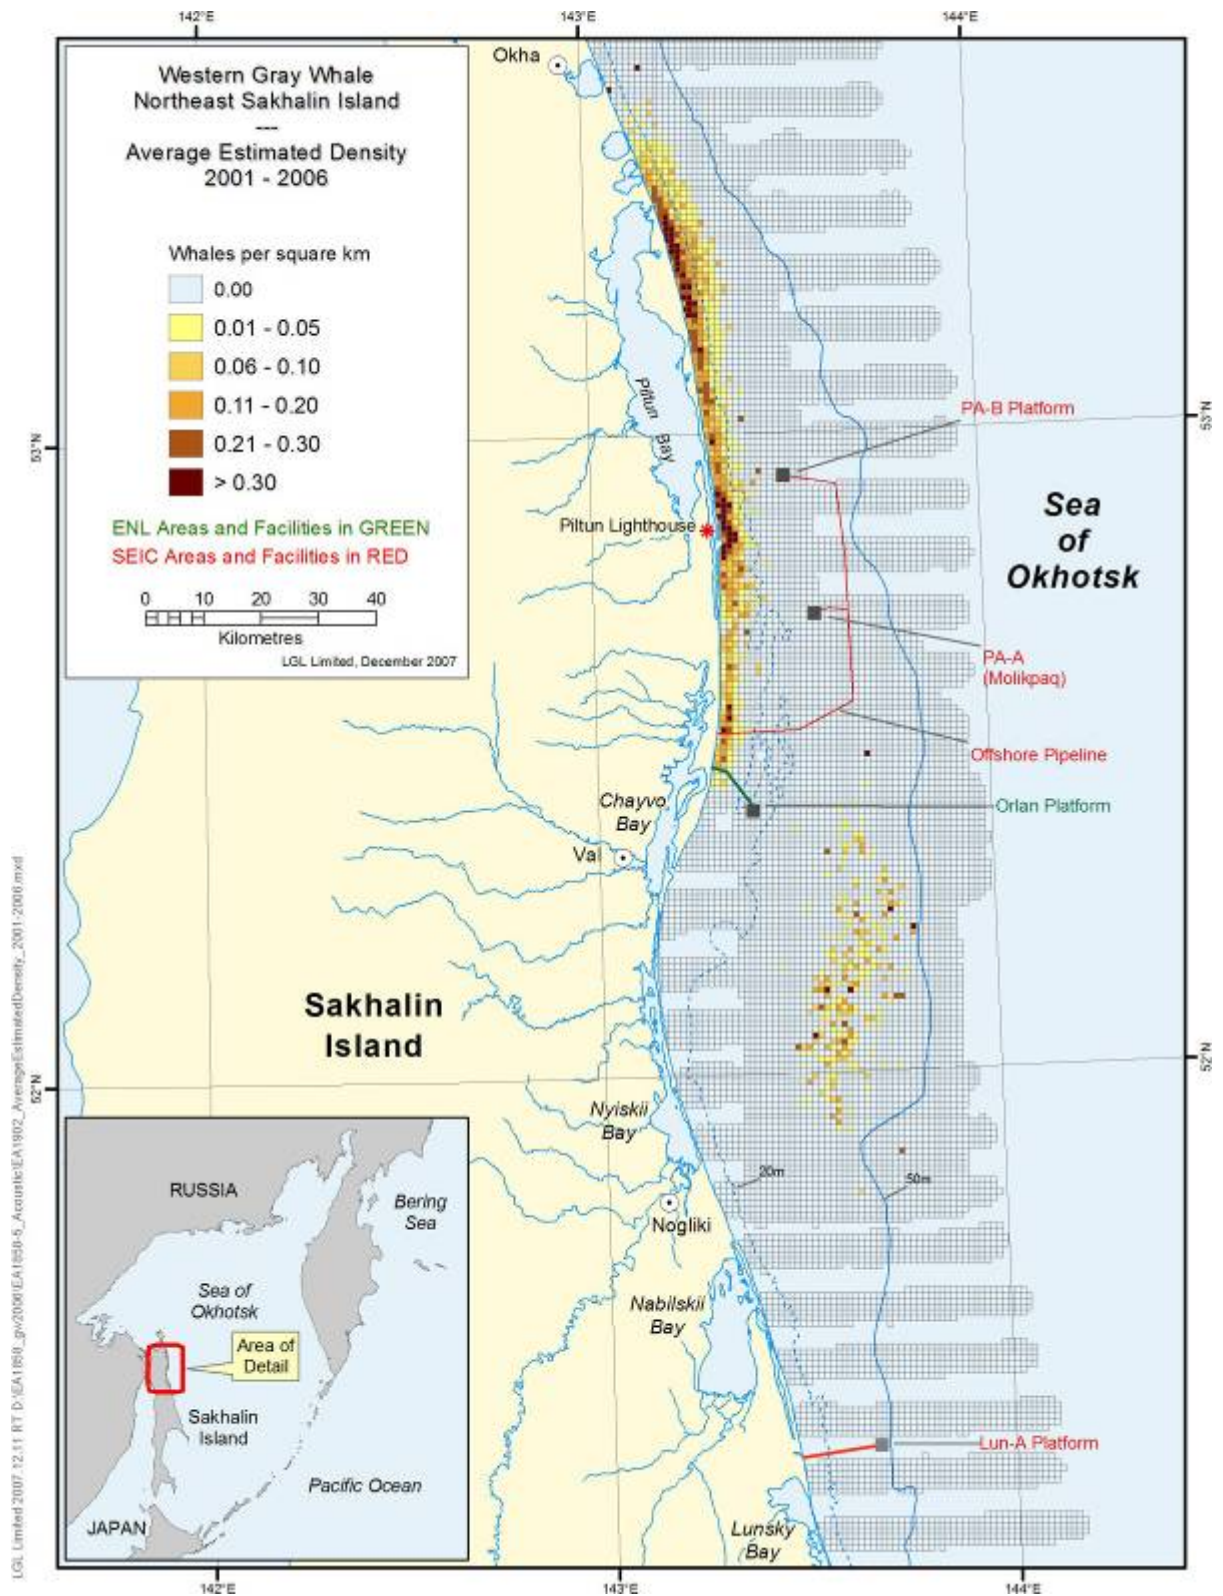 142°E
143°E
144°E
Western Gray Whale
Northeast Sakhalin Island
---
Average Estimated Density
2001 - 2006
Whales per square km
0.00
0.01 - 0.05
0.06 - 0.10
0.11 - 0.20
0.21 - 0.30
> 0.30
ENL Areas and Facilities in GREEN
SEIC Areas and Facilities in RED
0 10 20 30 40
Kilometres
LGL Limited, December 2007
Okha
Piltun Bay
53°N
53°N
PA-B Platform
Piltun Lighthouse
Sea
of
Okhotsk
PA-A
(Molikpaq)
Offshore Pipeline
Orlan Platform
Chayvo
Bay
Val
Sakhalin
Island
52°N
52°N
Nyiskii
Bay
20m
50m
Nogliki
Nabilskii
Bay
Lun-A Platform
Lunsky
Bay
RUSSIA
Bering
Sea
Sea of
Okhotsk
Area of
Detail
Sakhalin
Island
Pacific Ocean
JAPAN
142°E
143°E
144°E